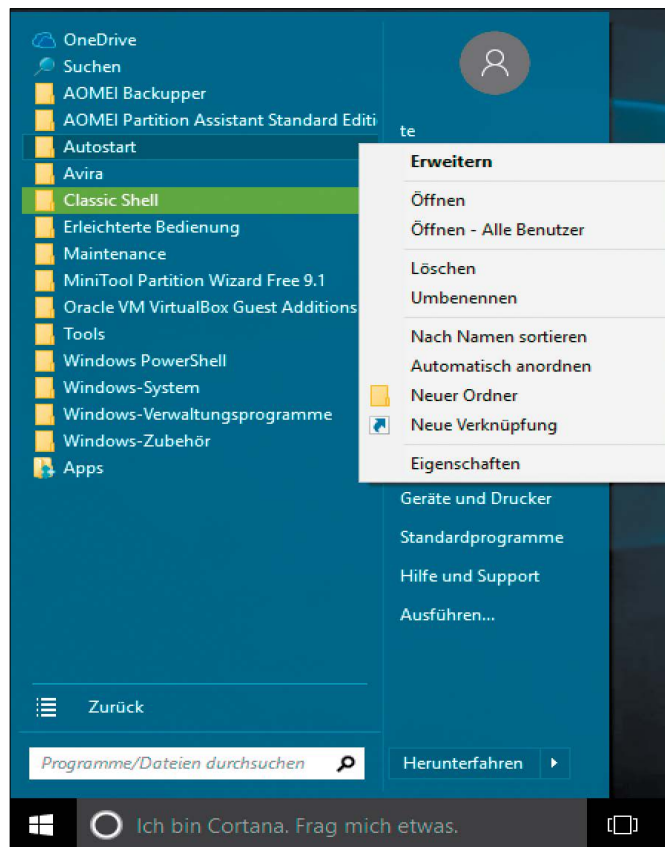 OneDrive
Suchen
AOMEI Backupper
AOMEI Partition Assistant Standard Editi
Autostart
Avira
Classic Shell
Erleichterte Bedienung
Maintenance
MiniTool Partition Wizard Free 9.1
Oracle VM VirtualBox Guest Additions
Tools
Windows PowerShell
Windows-System
Windows-Verwaltungsprogramme
Windows-Zubehör
Apps
Zurück
Programme/Dateien durchsuchen
te
Erweitern
Öffnen
Öffnen - Alle Benutzer
Löschen
Umbenennen
Nach Namen sortieren
Automatisch anordnen
Neuer Ordner
Neue Verknüpfung
Eigenschaften
Geräte und Drucker
Standardprogramme
Hilfe und Support
Ausführen...
Herunterfahren
Ich bin Cortana. Frag mich etwas.